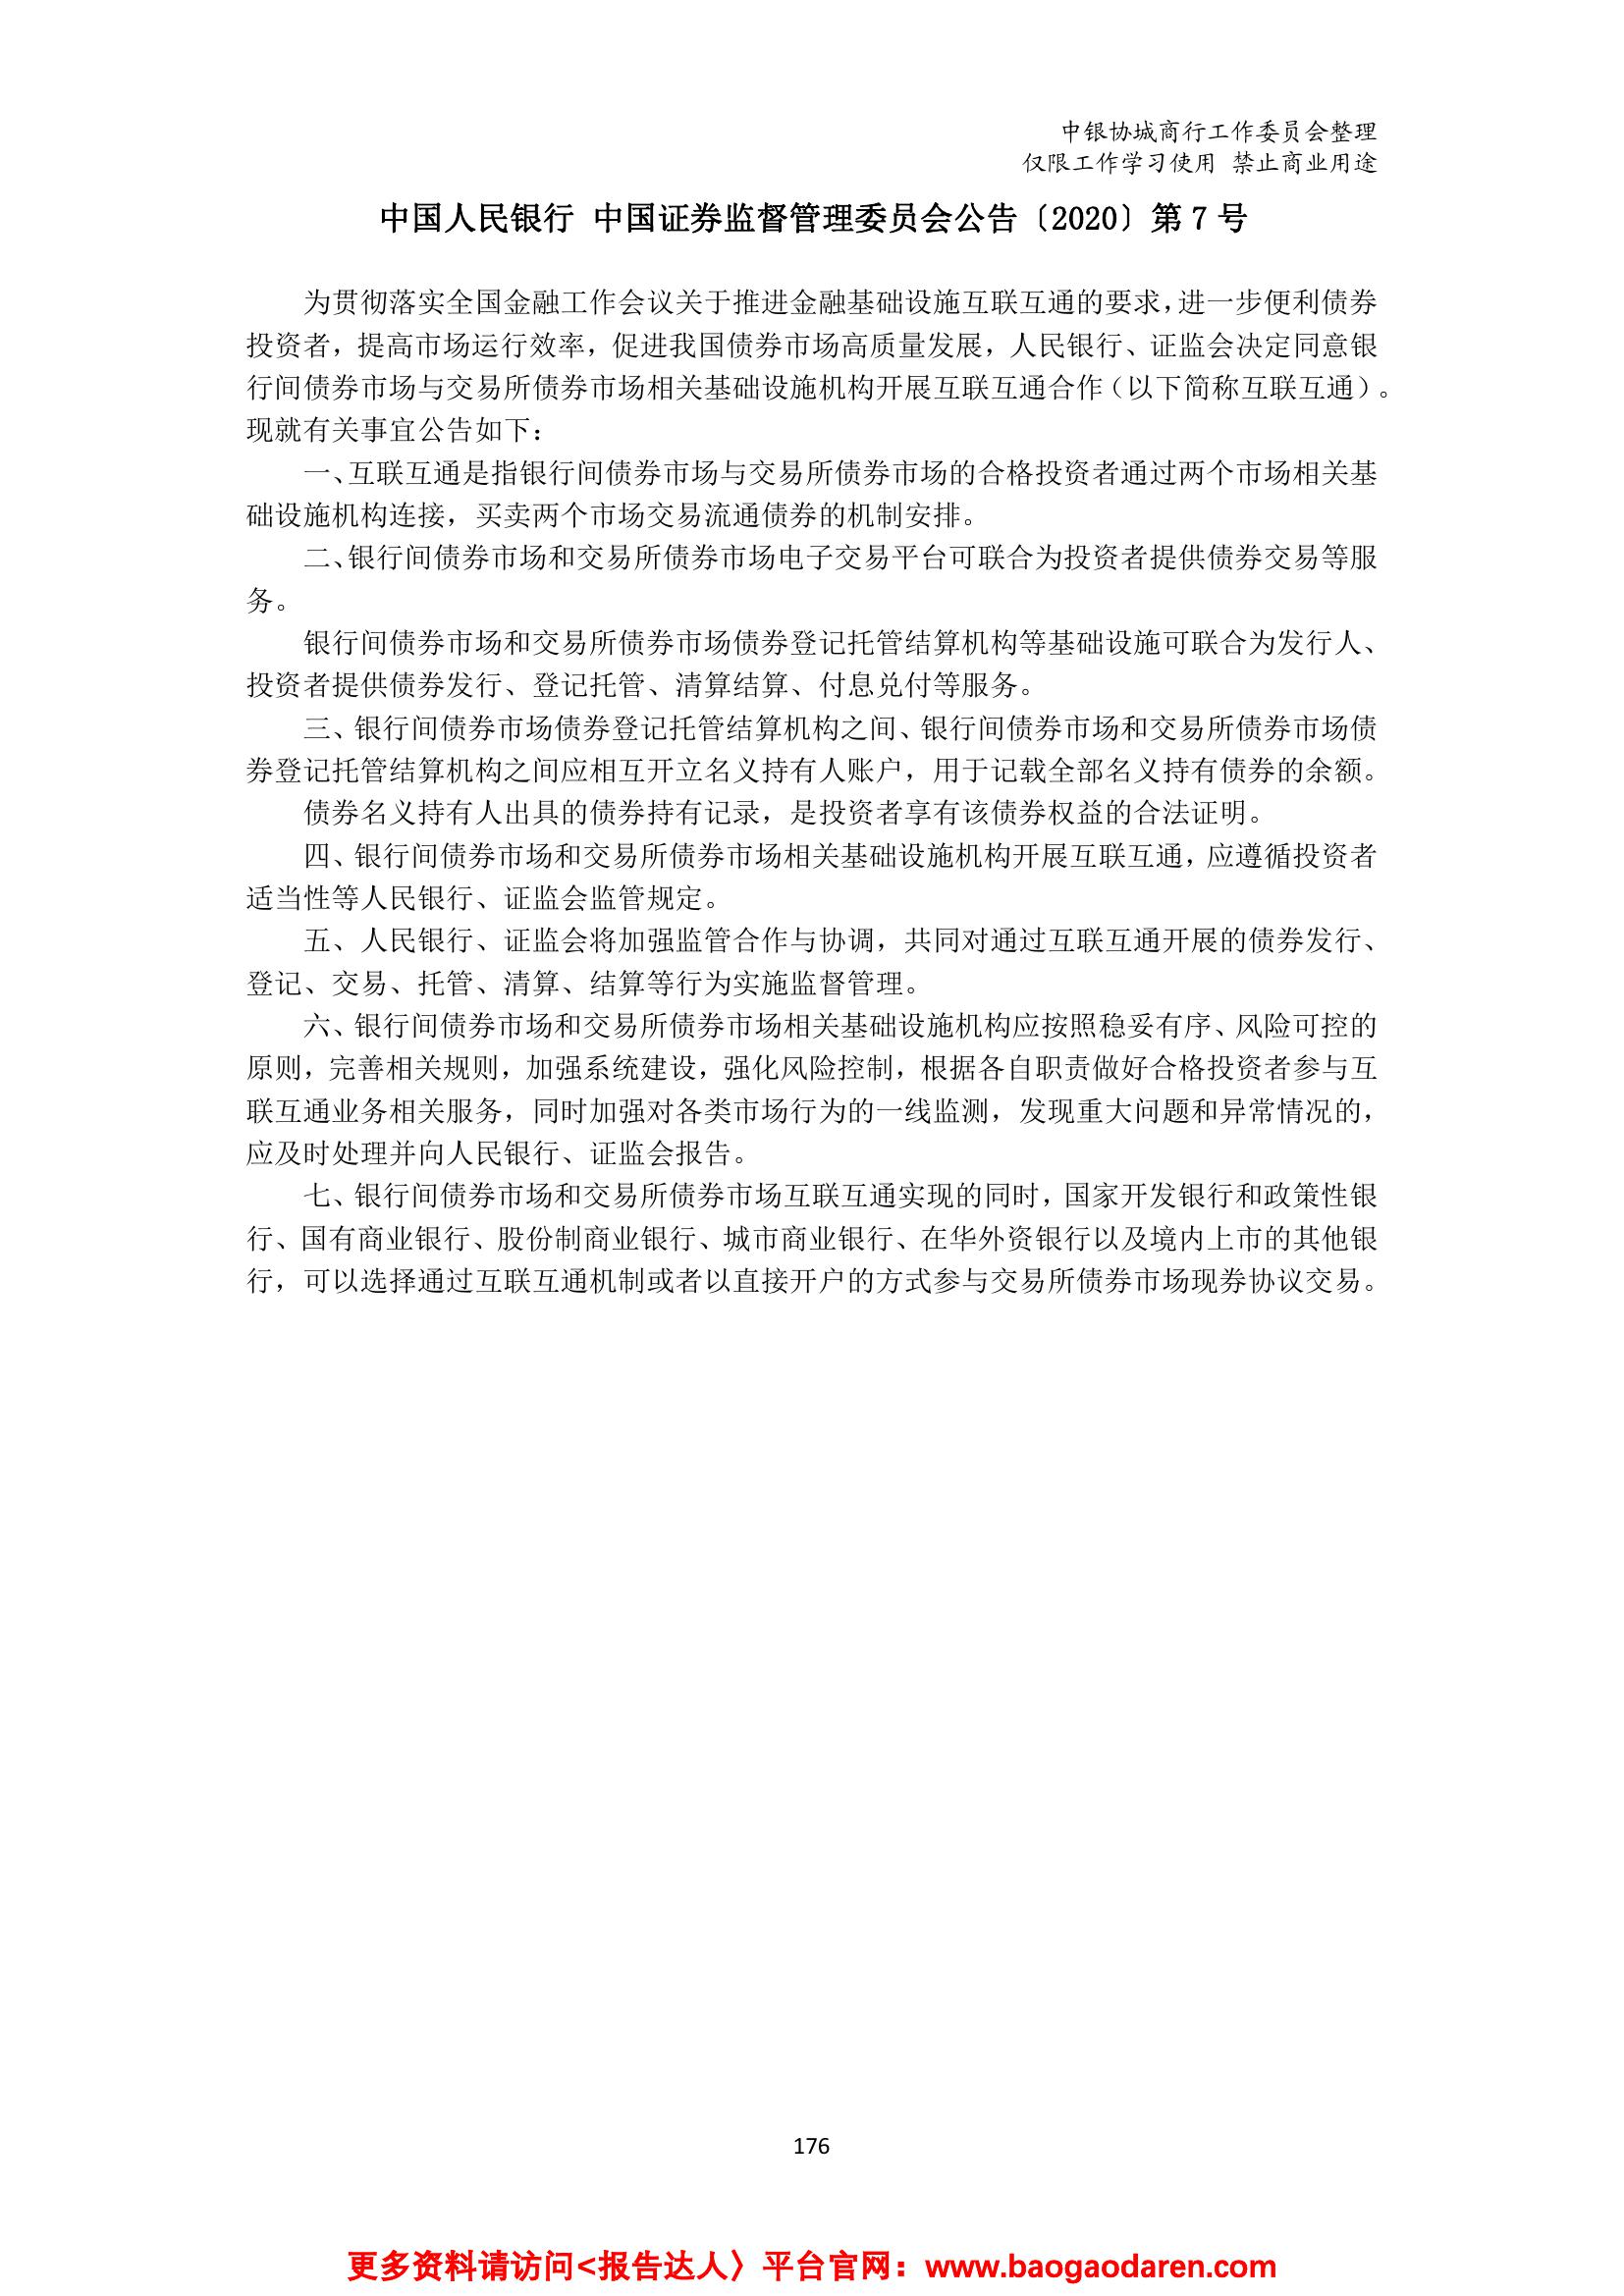 中银协城商行工作委员会整理
仅限工作学习使用 禁止商业用途
中国人民银行 中国证券监督管理委员会公告〔2020〕第 7 号
为贯彻落实全国金融工作会议关于推进金融基础设施互联互通的要求，进一步便利债券
投资者，提高市场运行效率，促进我国债券市场高质量发展，人民银行、证监会决定同意银
行间债券市场与交易所债券市场相关基础设施机构开展互联互通合作（以下简称互联互通）。
现就有关事宜公告如下：
一、互联互通是指银行间债券市场与交易所债券市场的合格投资者通过两个市场相关基
础设施机构连接，买卖两个市场交易流通债券的机制安排。
二、银行间债券市场和交易所债券市场电子交易平台可联合为投资者提供债券交易等服
务。
银行间债券市场和交易所债券市场债券登记托管结算机构等基础设施可联合为发行人、
投资者提供债券发行、登记托管、清算结算、付息兑付等服务。
三、银行间债券市场债券登记托管结算机构之间、银行间债券市场和交易所债券市场债
券登记托管结算机构之间应相互开立名义持有人账户，用于记载全部名义持有债券的余额。
债券名义持有人出具的债券持有记录，是投资者享有该债券权益的合法证明。
四、银行间债券市场和交易所债券市场相关基础设施机构开展互联互通，应遵循投资者
适当性等人民银行、证监会监管规定。
五、人民银行、证监会将加强监管合作与协调，共同对通过互联互通开展的债券发行、
登记、交易、托管、清算、结算等行为实施监督管理。
六、银行间债券市场和交易所债券市场相关基础设施机构应按照稳妥有序、风险可控的
原则，完善相关规则，加强系统建设，强化风险控制，根据各自职责做好合格投资者参与互
联互通业务相关服务，同时加强对各类市场行为的一线监测，发现重大问题和异常情况的，
应及时处理并向人民银行、证监会报告。
七、银行间债券市场和交易所债券市场互联互通实现的同时，国家开发银行和政策性银
行、国有商业银行、股份制商业银行、城市商业银行、在华外资银行以及境内上市的其他银
行，可以选择通过互联互通机制或者以直接开户的方式参与交易所债券市场现券协议交易。
176
更多资料请访问<报告达人〉平台官网：www.baogaodaren.com